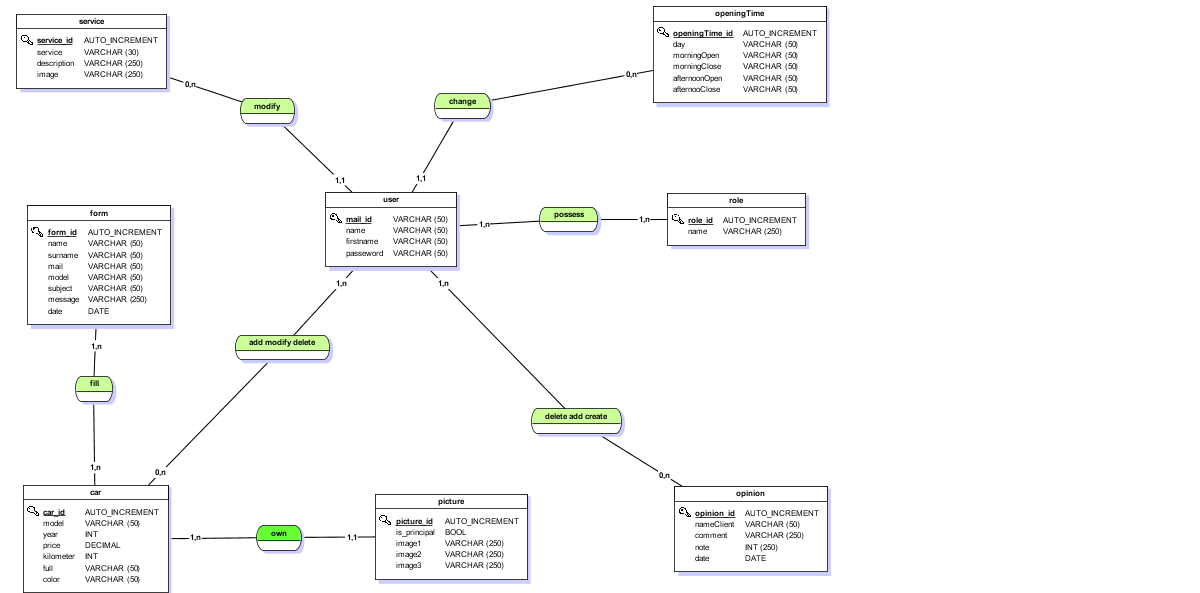 service
service_id AUTO_INCREMENT
service VARCHAR (30)
description VARCHAR (250)
image VARCHAR (250)
openingTime
openingTime_id AUTO_INCREMENT
day VARCHAR (50)
morningOpen VARCHAR (50)
morningClose VARCHAR (50)
afternoonOpen VARCHAR (50)
afternooClose VARCHAR (50)
0,n
modify
1,1
0,n
change
1,1
user
mail_id VARCHAR (50)
name VARCHAR (50)
firstname VARCHAR (50)
passeword VARCHAR (50)
1,n
possess
1,n
role
role_id AUTO_INCREMENT
name VARCHAR (250)
form
form_id AUTO_INCREMENT
name VARCHAR (50)
surname VARCHAR (50)
mail VARCHAR (50)
model VARCHAR (50)
subject VARCHAR (50)
message VARCHAR (250)
date DATE
1,n
fill
1,n
1,n
add modify delete
0,n
1,n
delete add create
0,n
car
car_id AUTO_INCREMENT
model VARCHAR (50)
year INT
price DECIMAL
kilometer INT
full VARCHAR (50)
color VARCHAR (50)
1,n
own
1,1
picture
picture_id AUTO_INCREMENT
is_principal BOOL
image1 VARCHAR (250)
image2 VARCHAR (250)
image3 VARCHAR (250)
opinion
opinion_id AUTO_INCREMENT
nameClient VARCHAR (50)
comment VARCHAR (250)
note INT (250)
date DATE